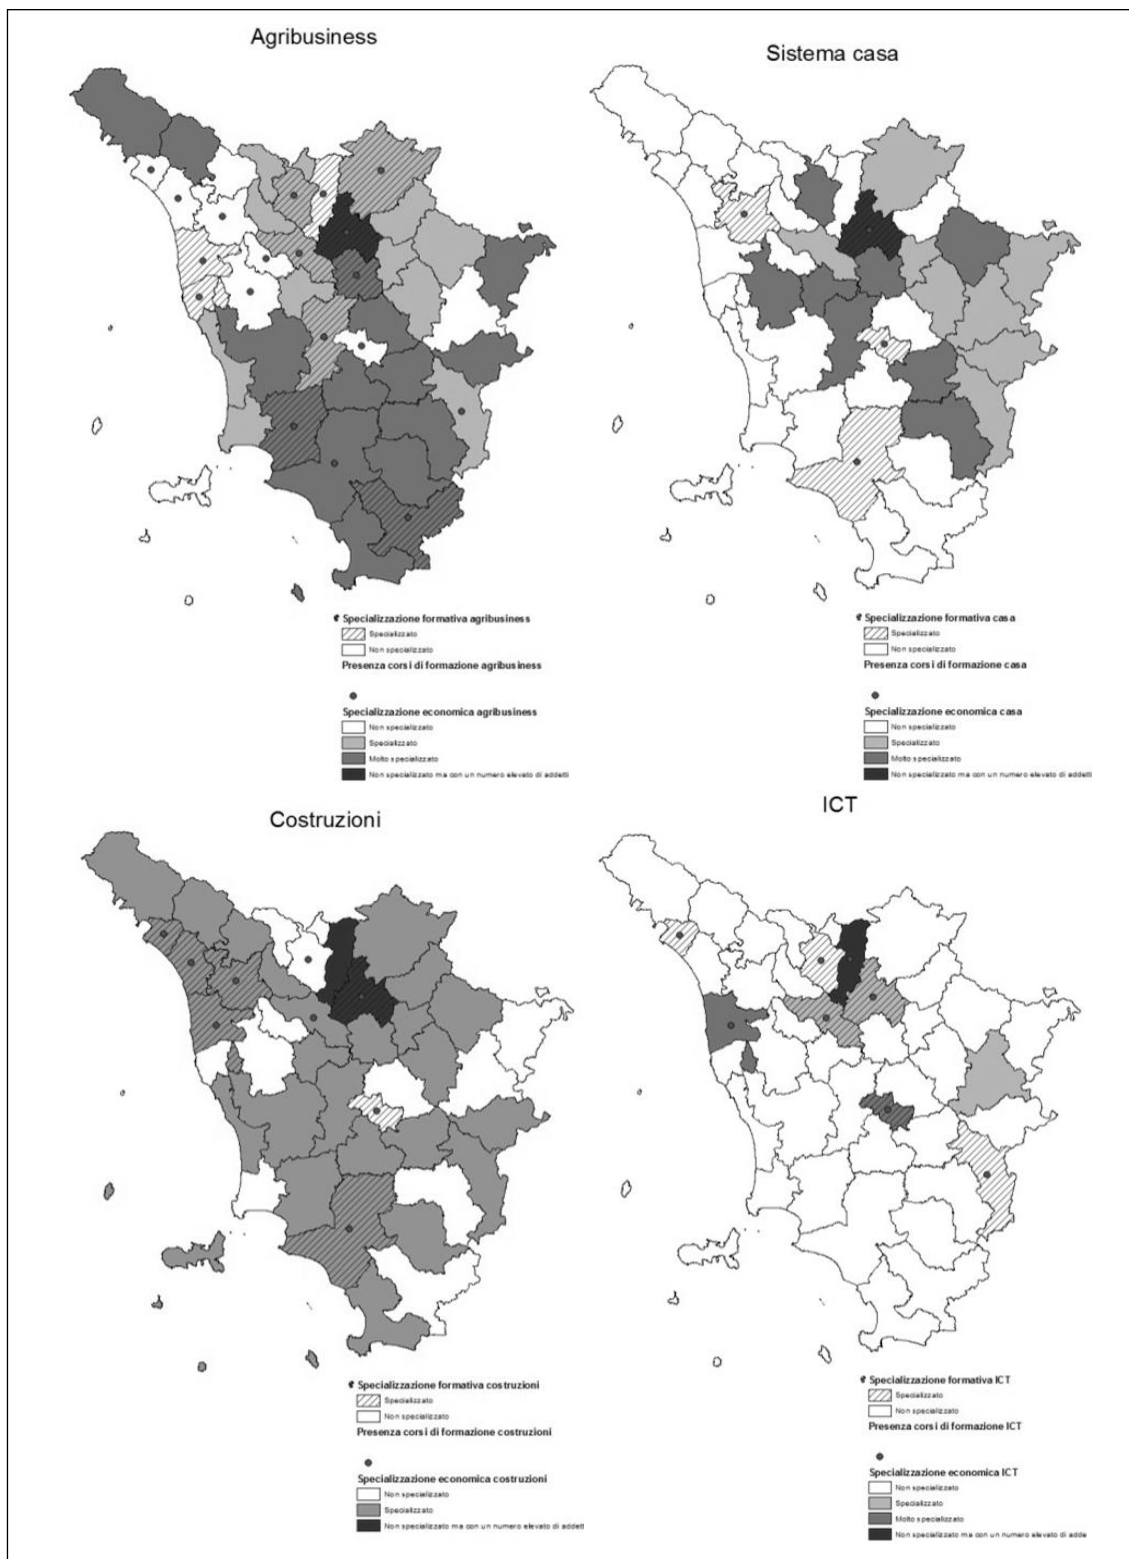 Agribusiness
Sistema casa
Specializzazione formativa agribusiness
Specializzato
Non specializzato
Presenza corsi di formazione agribusiness
Specializzazione economica agribusiness
Non specializzato
Specializzato
Molto specializzato
Non specializzato ma con un numero elevato di addetti
Specializzazione formativa casa
Specializzato
Non specializzato
Presenza corsi di formazione casa
Specializzazione economica casa
Non specializzato
Specializzato
Molto specializzato
Non specializzato ma con un numero elevato di addetti
Costruzioni
ICT
Specializzazione formativa costruzioni
Specializzato
Non specializzato
Presenza corsi di formazione costruzioni
Specializzazione economica costruzioni
Non specializzato
Specializzato
Non specializzato ma con un numero elevato di addett
Specializzazione formativa ICT
Specializzato
Non specializzato
Presenza corsi di formazione ICT
Specializzazione economica ICT
Non specializzato
Specializzato
Molto specializzato
Non specializzato ma con un numero elevato di adde